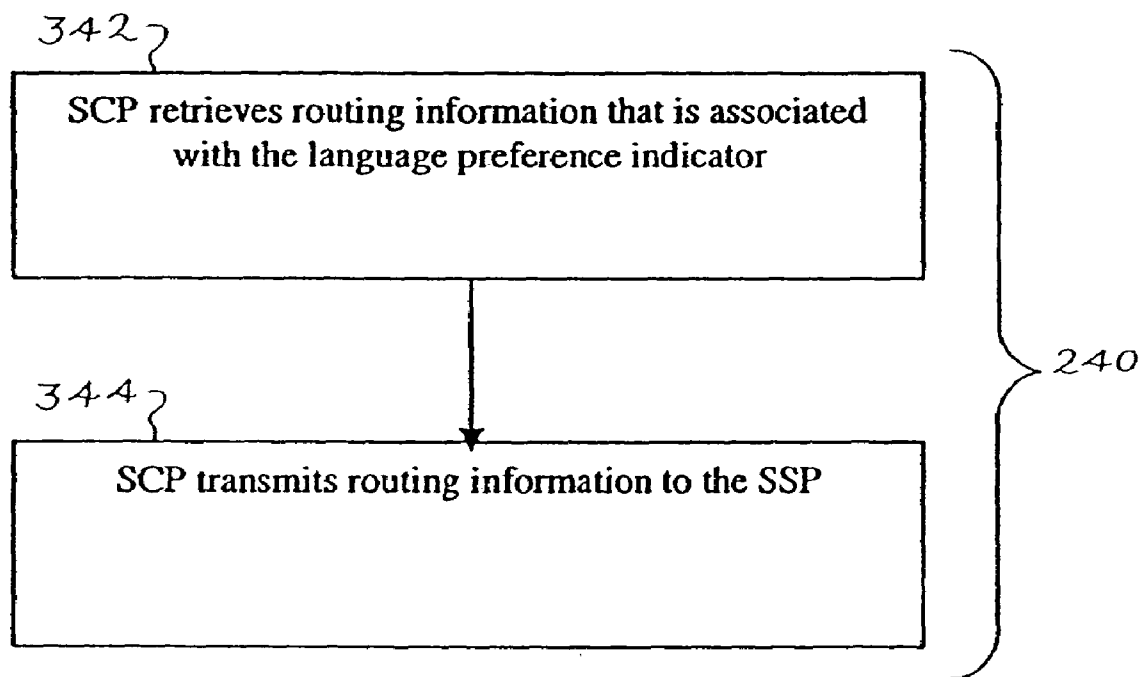 342
SCP retrieves routing information that is associated
with the language preference indicator
240
344
SCP transmits routing information to the SSP